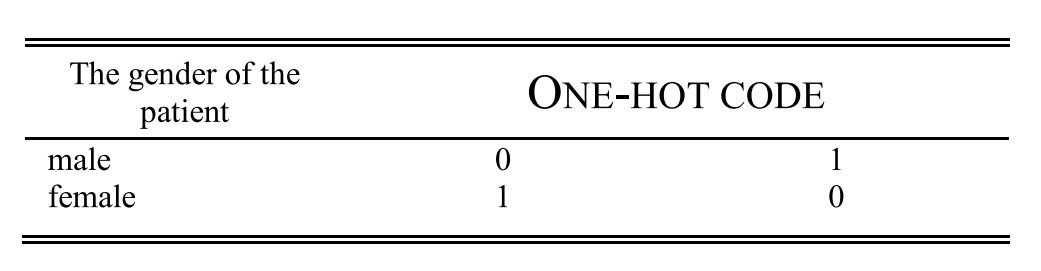 The gender of the
patient
ONE-HOT CODE
male 0 1
female 1 0